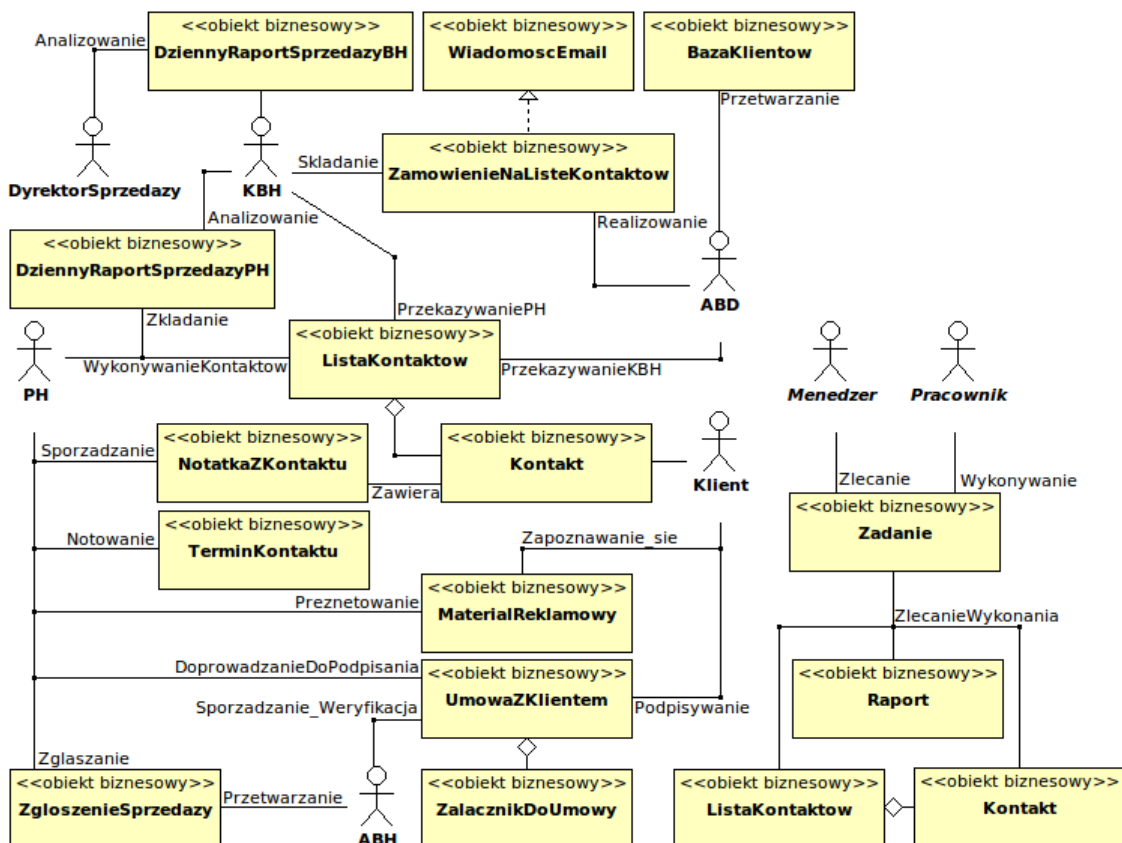 <<obiekt biznesowy>>
DziennyRaportSprzedazyBH
<<obiekt biznesowy>>
WiadomoscEmail
<<obiekt biznesowy>>
BazaKlientow
Analizowanie
Przetwarzanie
DyrektorSprzedazy
KBH
Skladanie
<<obiekt biznesowy>>
ZamowienieNaListeKontaktow
Analizowanie
Realizowanie
<<obiekt biznesowy>>
DziennyRaportSprzedazyPH
ABD
Zkladanie
PrzekazywaniePH
PH
WykonywanieKontaktow
<<obiekt biznesowy>>
ListaKontaktow
PrzekazywanieKBH
Menedzer
Pracownik
Sporzadzanie
<<obiekt biznesowy>>
NotatkaZKontaktu
Zawiera
<<obiekt biznesowy>>
Kontakt
Klient
Zlecanie
Wykonywanie
<<obiekt biznesowy>>
Zadanie
Notowanie
<<obiekt biznesowy>>
TerminKontaktu
Zapoznawanie_sie
Preznetowanie
<<obiekt biznesowy>>
MaterialReklamowy
ZlecanieWykonania
DoprowadzanieDoPodpisania
<<obiekt biznesowy>>
UmowaZKlientem
Podpisywanie
<<obiekt biznesowy>>
Raport
Sporzadzanie_Weryfikacja
Zglaszanie
<<obiekt biznesowy>>
ZgloszenieSprzedazy
Przetwarzanie
ABH
<<obiekt biznesowy>>
ZalacznikDoUmowy
<<obiekt biznesowy>>
ListaKontaktow
<<obiekt biznesowy>>
Kontakt